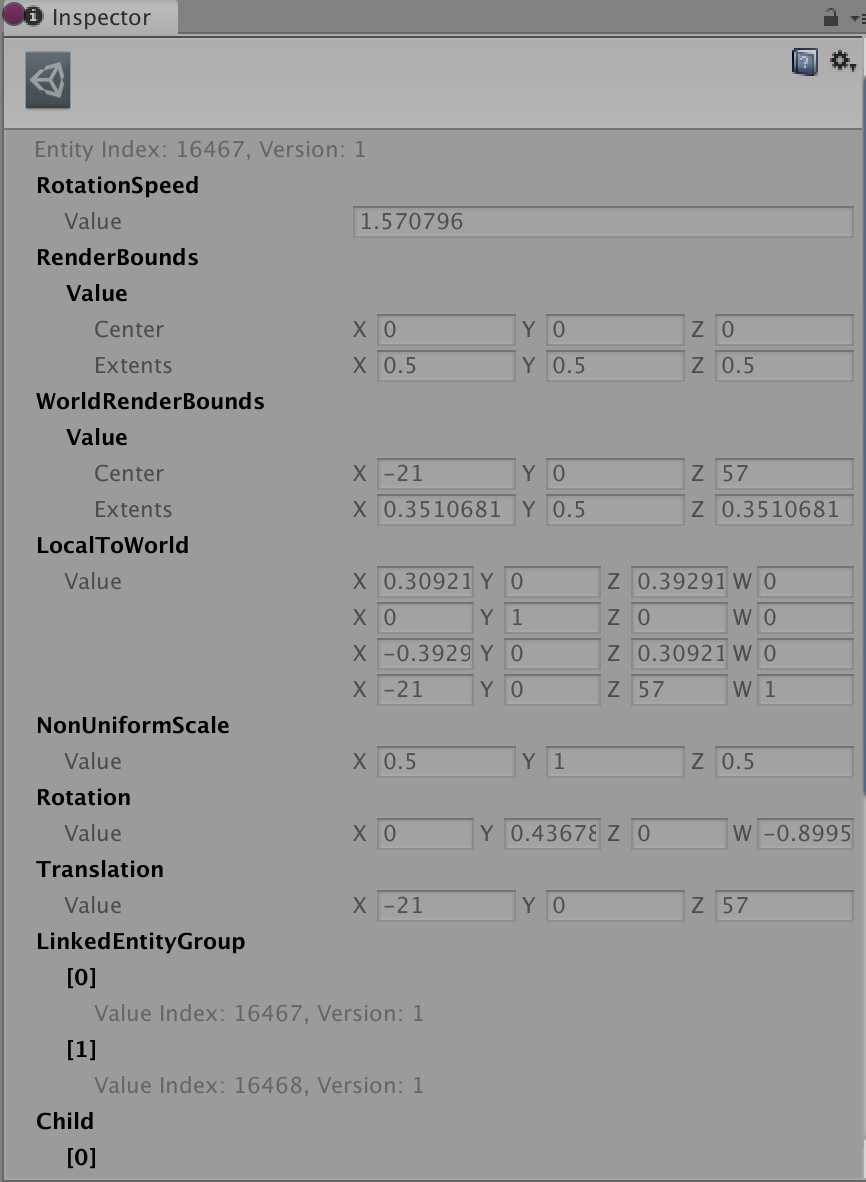 Inspector
Entity Index: 16467, Version: 1
RotationSpeed
Value 1.570796
RenderBounds
Value
Center X 0 Y 0 Z 0
Extents X 0.5 Y 0.5 Z 0.5
WorldRenderBounds
Value
Center X -21 Y 0 Z 57
Extents X 0.3510681 Y 0.5 Z 0.3510681
LocalToWorld
Value X 0.30921 Y 0 Z 0.39291 W 0
X 0 Y 1 Z 0 W 0
X -0.3929 Y 0 Z 0.30921 W 0
X -21 Y 0 Z 57 W 1
NonUniformScale
Value X 0.5 Y 1 Z 0.5
Rotation
Value X 0 Y 0.43678 Z 0 W -0.8995
Translation
Value X -21 Y 0 Z 57
LinkedEntityGroup
[0]
Value Index: 16467, Version: 1
[1]
Value Index: 16468, Version: 1
Child
[0]